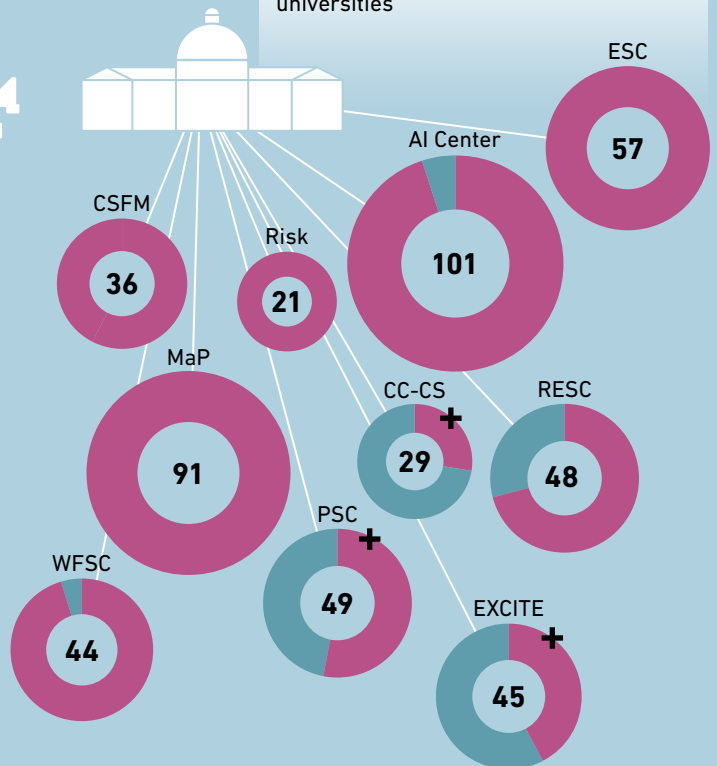 universities
ESC
57
AI Center
101
CSFM
36
Risk
21
MaP
91
CC-CS
+
29
RESC
48
PSC
+
49
WFSC
44
EXCITE
+
45